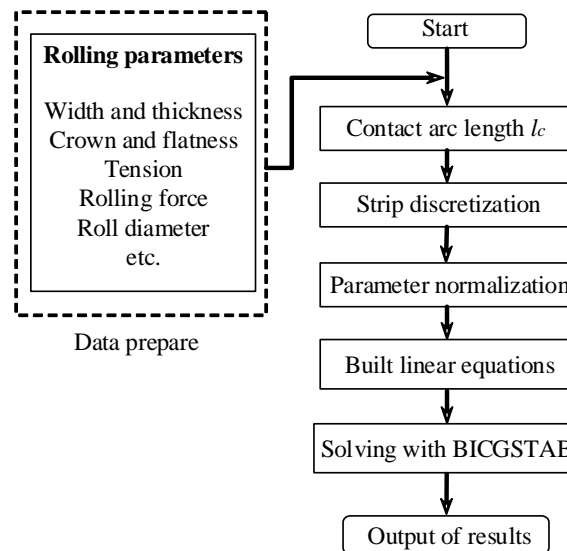 Rolling parameters
Width and thickness
Crown and flatness
Tension
Rolling force
Roll diameter
etc.
Data prepare
Start
Contact arc length lc
Strip discretization
Parameter normalization
Built linear equations
Solving with BICGSTAB
Output of results